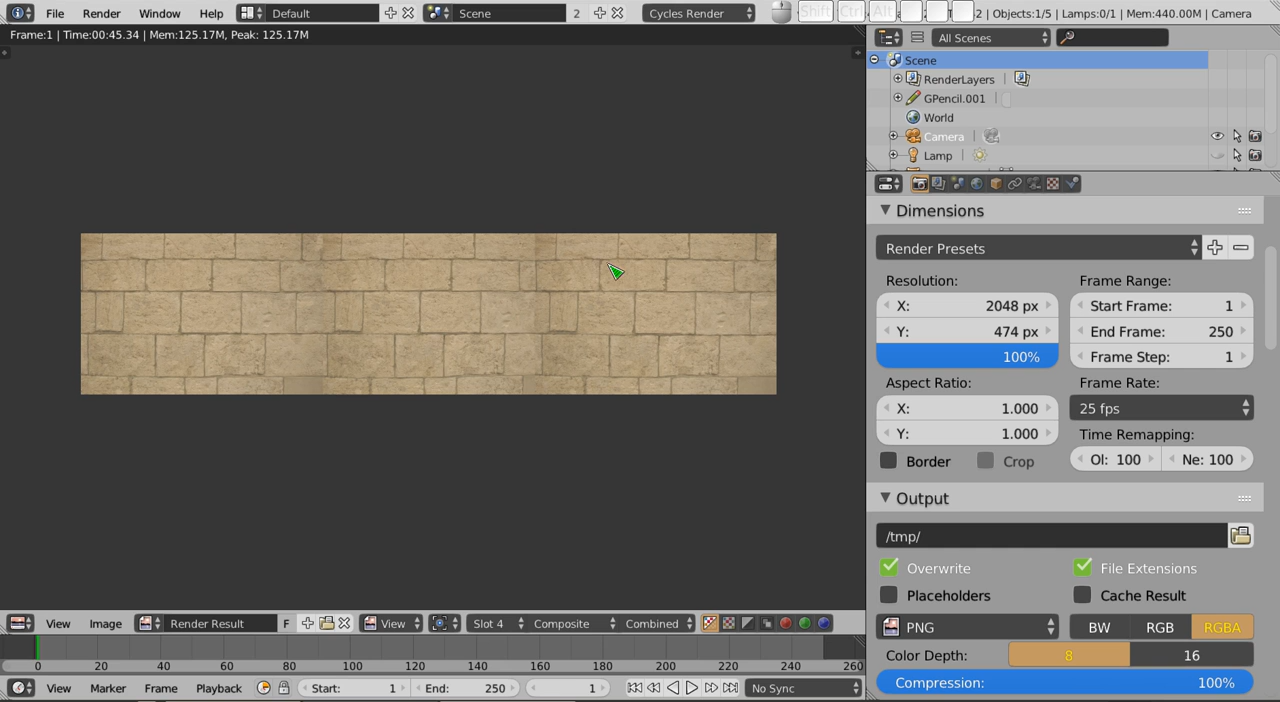 File Render Window Help Default Scene 2 Cycles Render Shift Ctrl Alt 2 | Objects:1/5 | Lamps:0/1 | Mem:440.00M | Camera
Frame:1 | Time:00:45.34 | Mem:125.17M, Peak: 125.17M
All Scenes
Scene
RenderLayers
GPencil.001
World
Camera
Lamp
Dimensions
Render Presets
Resolution: Frame Range:
X: 2048 px Start Frame: 1
Y: 474 px End Frame: 250
100% Frame Step: 1
Aspect Ratio: Frame Rate:
X: 1.000 25 fps
Y: 1.000 Time Remapping:
Border Crop Ol: 100 Ne: 100
Output
/tmp/
Overwrite File Extensions
Placeholders Cache Result
PNG BW RGB RGBA
Color Depth: 8 16
Compression: 100%
View Image Render Result F View Slot 4 Composite Combined
0 20 40 60 80 100 120 140 160 180 200 220 240 260
View Marker Frame Playback Start: 1 End: 250 1 No Sync